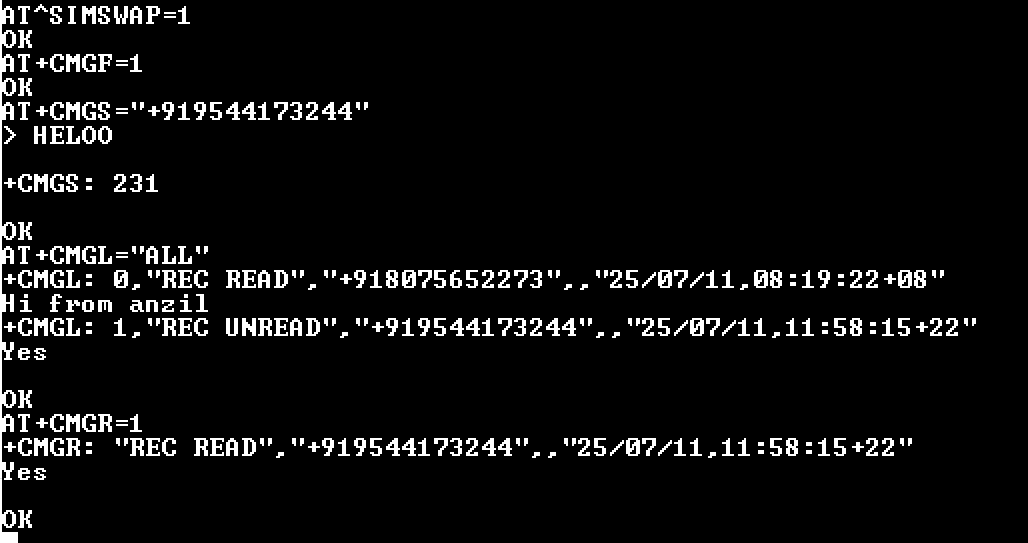 AT^SIMSWAP=1
OK
AT+CMGF=1
OK
AT+CMGS="+919544173244"
> HELOO
+CMGS: 231
OK
AT+CMGL="ALL"
+CMGL: 0,"REC READ","+918075652273",,"25/07/11,08:19:22+08"
Hi from anzil
+CMGL: 1,"REC UNREAD","+919544173244",,"25/07/11,11:58:15+22"
Yes
OK
AT+CMGR=1
+CMGR: "REC READ","+919544173244",,"25/07/11,11:58:15+22"
Yes
OK